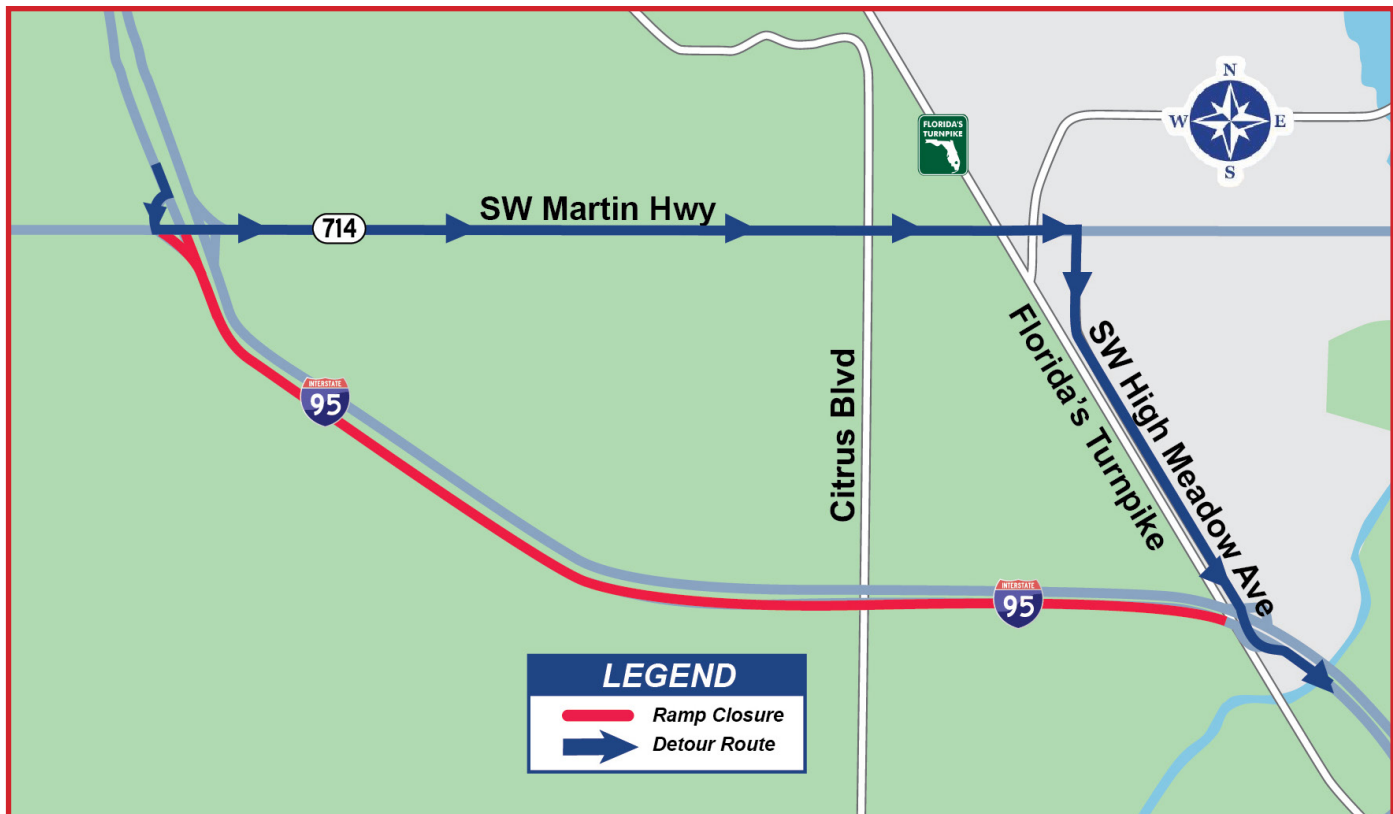 FLORIDA'S
TURNPIKE
N
W
E
S
SW Martin Hwy
714
Florida's Turnpike
SW High Meadow Ave
Citrus Blvd
INTERSTATE
95
INTERSTATE
95
LEGEND
Ramp Closure
Detour Route